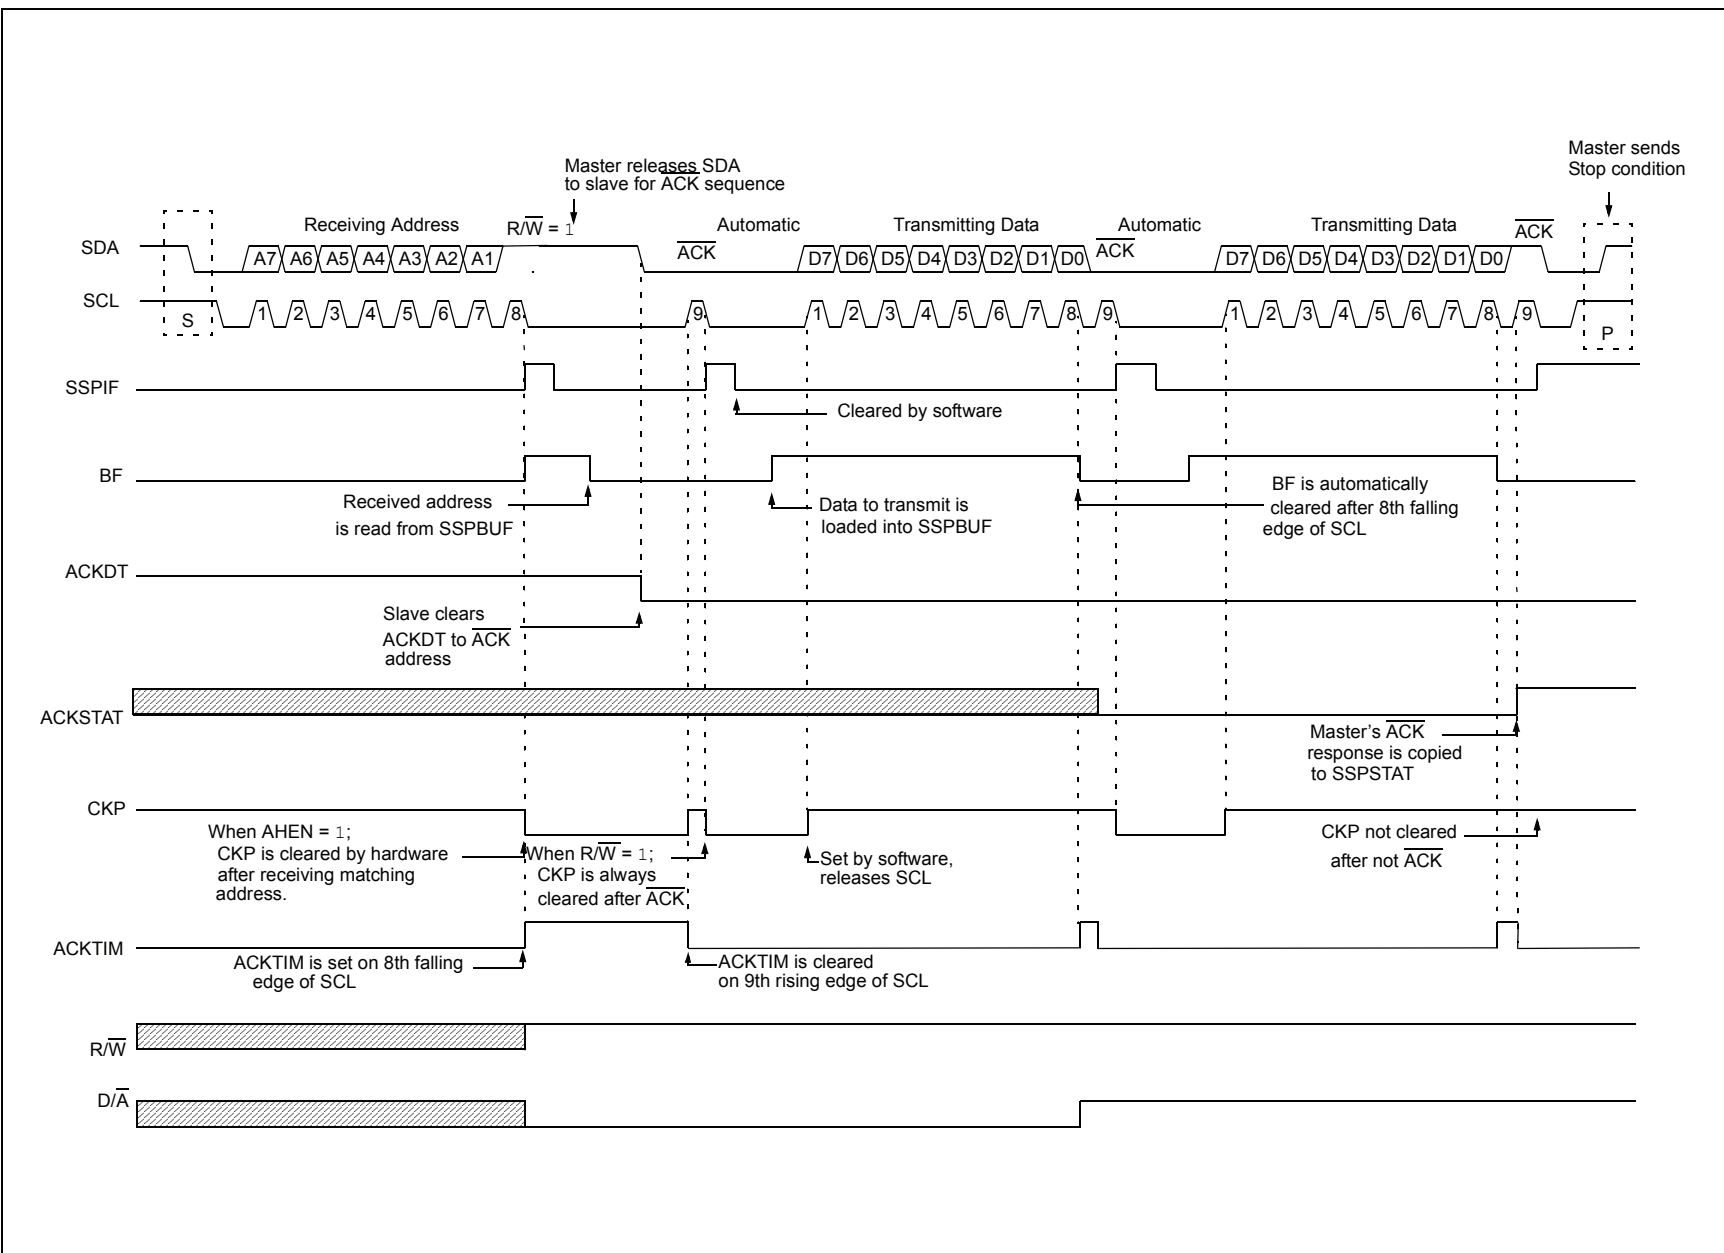 Master releases SDA
to slave for ACK sequence
Master sends
Stop condition
Receiving Address
R/W = 1
Automatic
Transmitting Data
Automatic
Transmitting Data
ACK
SDA
A7 A6 A5 A4 A3 A2 A1
ACK
D7 D6 D5 D4 D3 D2 D1 D0
ACK
D7 D6 D5 D4 D3 D2 D1 D0
SCL
S
1 2 3 4 5 6 7 8 9
1 2 3 4 5 6 7 8 9
1 2 3 4 5 6 7 8 9
P
SSPIF
Cleared by software
BF
Received address
is read from SSPBUF
Data to transmit is
loaded into SSPBUF
BF is automatically
cleared after 8th falling
edge of SCL
ACKDT
Slave clears
ACKDT to ACK
address
ACKSTAT
Master's ACK
response is copied
to SSPSTAT
CKP
When AHEN = 1;
CKP is cleared by hardware
after receiving matching
address.
When R/W = 1;
CKP is always
cleared after ACK
Set by software,
releases SCL
CKP not cleared
after not ACK
ACKTIM
ACKTIM is set on 8th falling
edge of SCL
ACKTIM is cleared
on 9th rising edge of SCL
R/W
D/A